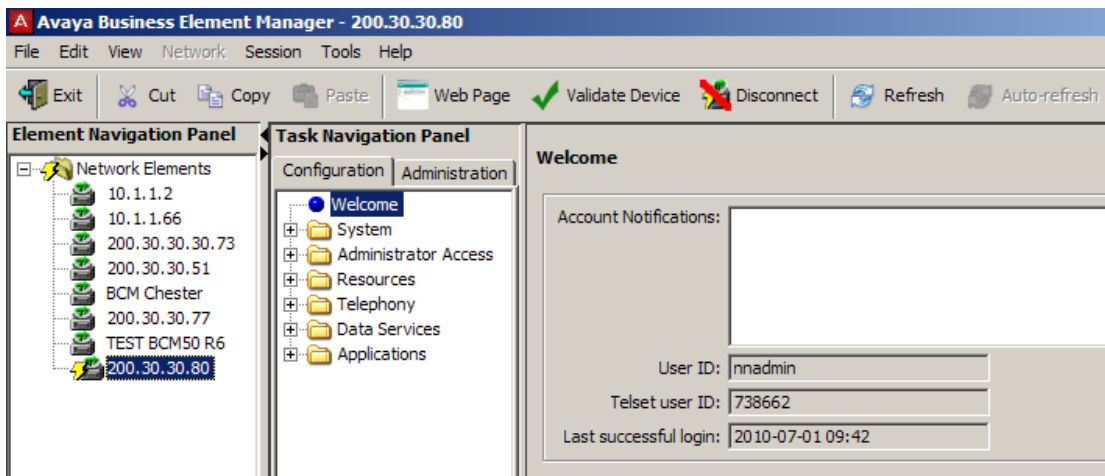 A Avaya Business Element Manager - 200.30.30.80
File Edit View Network Session Tools Help
Exit Cut Copy Paste Web Page Validate Device Disconnect Refresh Auto-refresh
Element Navigation Panel
Network Elements
10.1.1.2
10.1.1.66
200.30.30.30.73
200.30.30.51
BCM Chester
200.30.30.77
TEST BCM50 R6
200.30.30.80
Task Navigation Panel
Configuration Administration
Welcome
System
Administrator Access
Resources
Telephony
Data Services
Applications
Welcome
Account Notifications:
User ID: nnadmin
Telset user ID: 738662
Last successful login: 2010-07-01 09:42